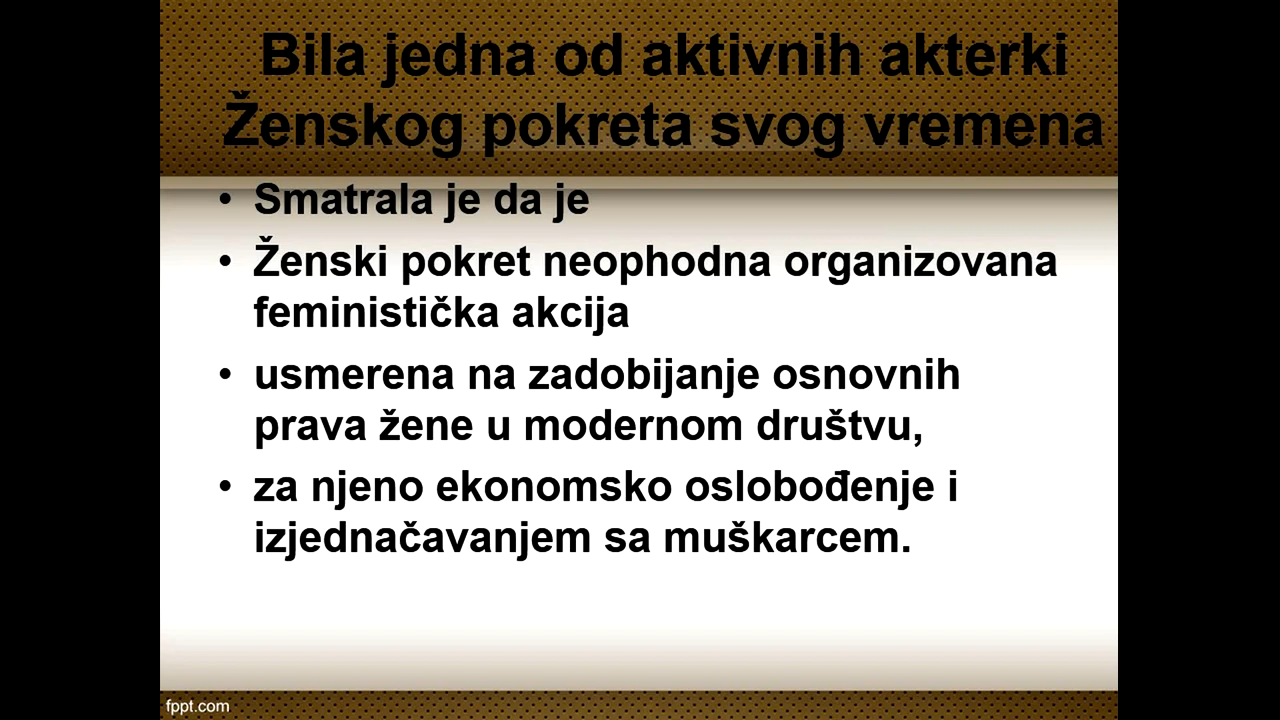 Bila jedna od aktivnih akterki
Ženskog pokreta svog vremena
• Smatrala je da je
• Ženski pokret neophodna organizovana
feministička akcija
• usmerena na zadobijanje osnovnih
prava žene u modernom društvu,
• za njeno ekonomsko oslobođenje i
izjednačavanjem sa muškarcem.
fppt.com